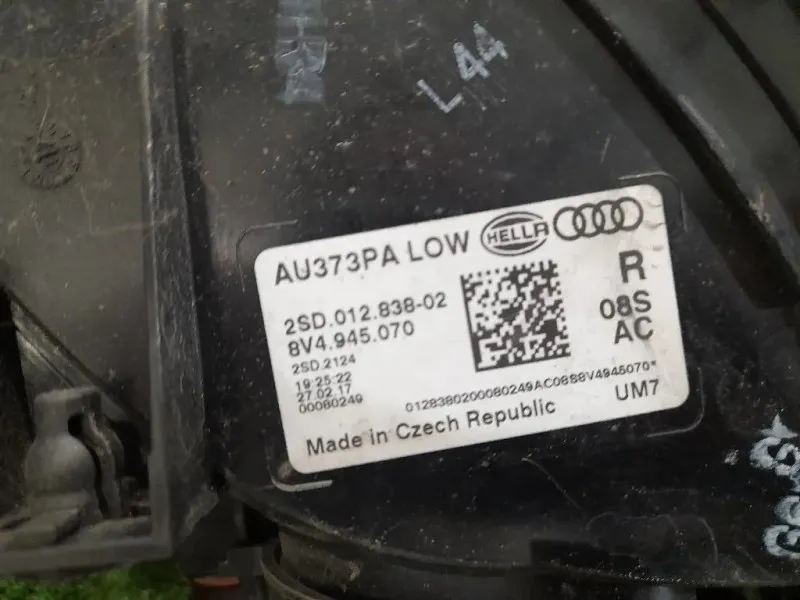 L44
AU373PA LOW HELLA
R
2SD.012.838-02
08S
8V4.945.070
AC
2SD.2124
19:25:22
27.02.17
00080249
0128380200080249AC08S8V4945070*
Made in Czech Republic
UM7